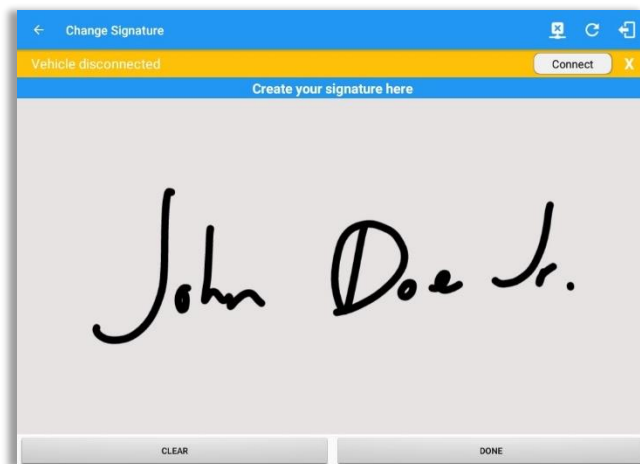 Change Signature
Vehicle disconnected Connect X
Create your signature here
John Doe Jr.
CLEAR DONE